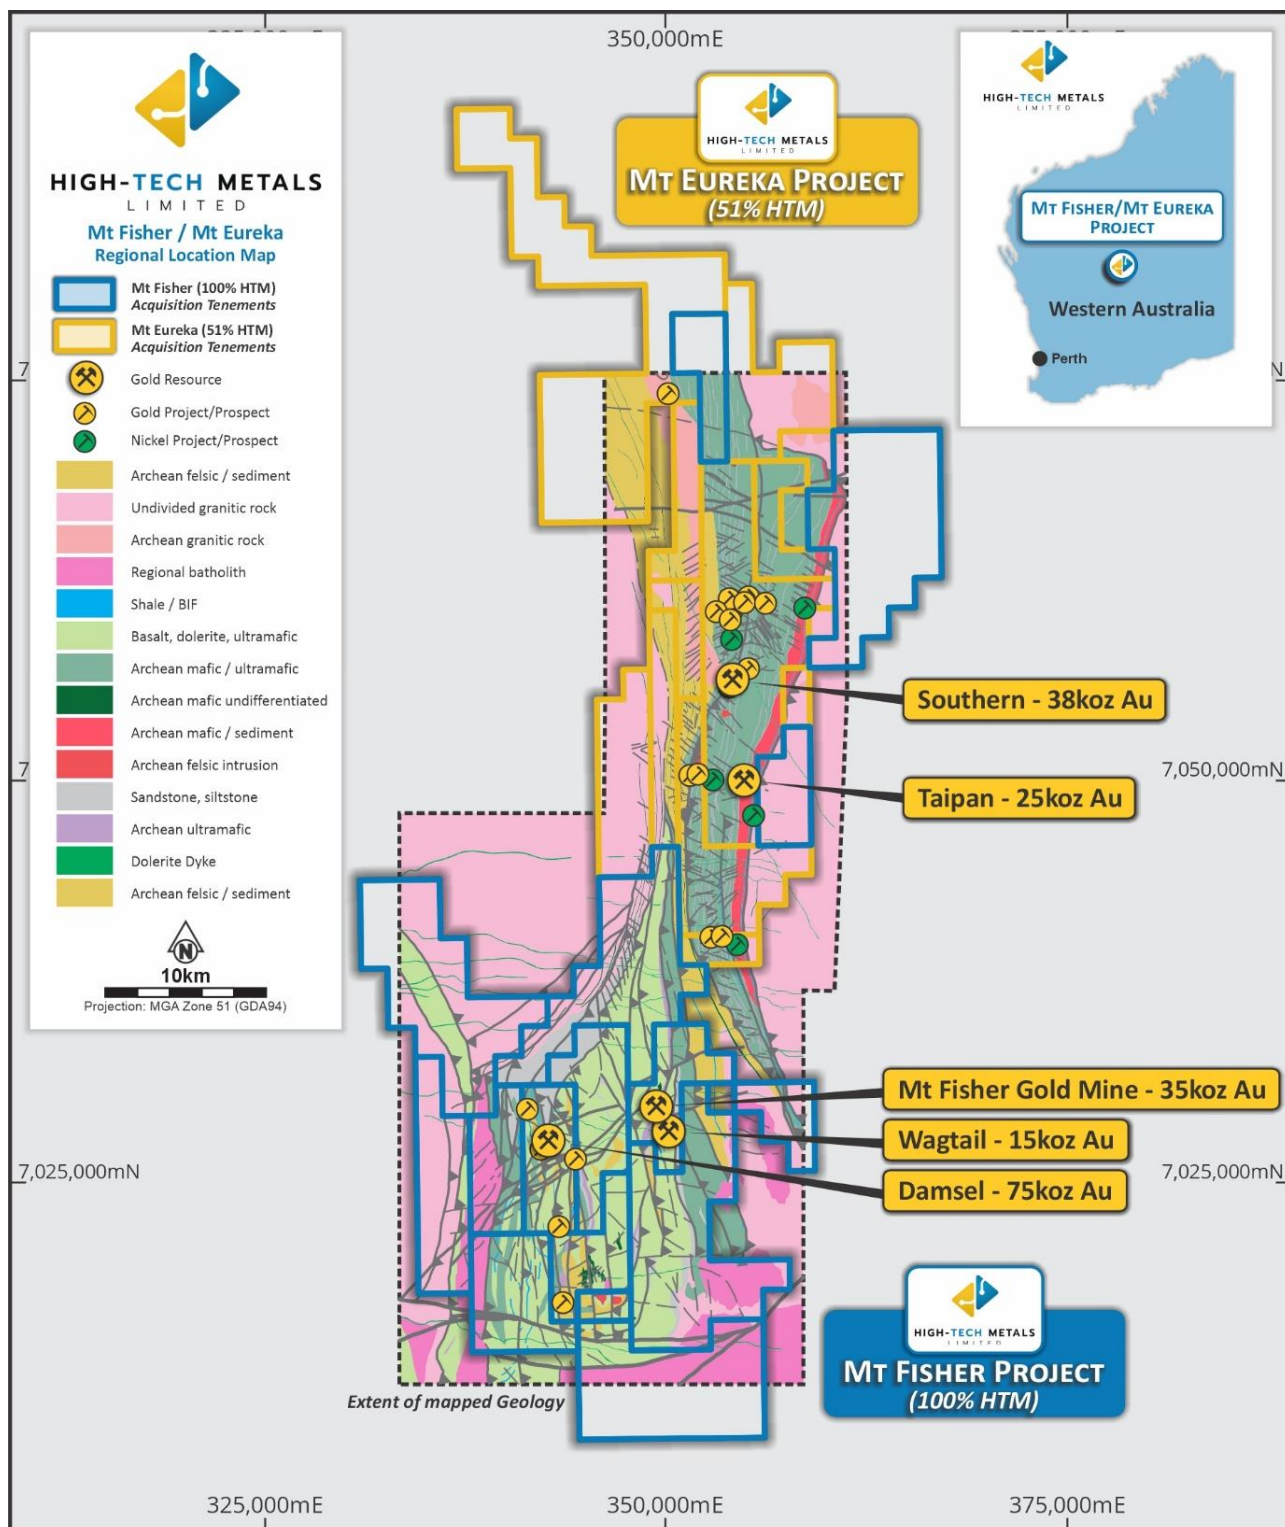 350,000mE
HIGH-TECH METALS
LIMITED
Mt Fisher / Mt Eureka
Regional Location Map
Mt Fisher (100% HTM)
Acquisition Tenements
Mt Eureka (51% HTM)
Acquisition Tenements
Gold Resource
Gold Project/Prospect
Nickel Project/Prospect
Archean felsic / sediment
Undivided granitic rock
Archean granitic rock
Regional batholith
Shale / BIF
Basalt, dolerite, ultramafic
Archean mafic / ultramafic
Archean mafic undifferentiated
Archean mafic / sediment
Archean felsic intrusion
Sandstone, siltstone
Archean ultramafic
Dolerite Dyke
Archean felsic / sediment
N
10km
Projection: MGA Zone 51 (GDA94)
HIGH-TECH METALS
LIMITED
MT EUREKA PROJECT
(51% HTM)
HIGH-TECH METALS
LIMITED
MT FISHER/MT EUREKA
PROJECT
Western Australia
Perth
Southern - 38koz Au
7,050,000mN
Taipan - 25koz Au
Mt Fisher Gold Mine - 35koz Au
Wagtail - 15koz Au
Damsel - 75koz Au
7,025,000mN
7,025,000mN
HIGH-TECH METALS
LIMITED
MT FISHER PROJECT
(100% HTM)
Extent of mapped Geology
325,000mE
350,000mE
375,000mE